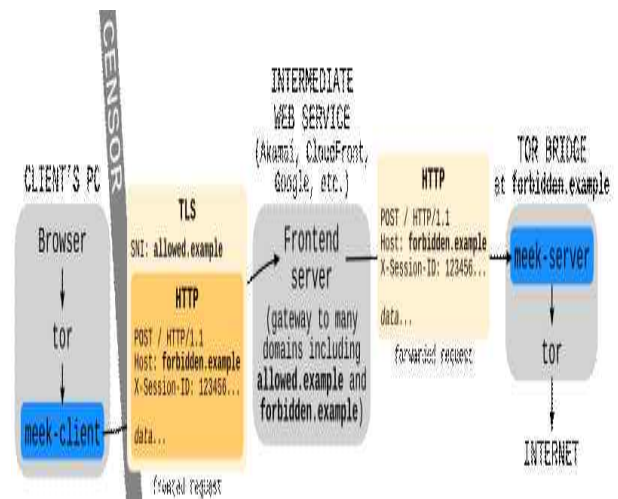 CENSOR
CLIENT'S PC
Browser
tor
meek-client
TLS
SNI: allowed.example
HTTP
POST / HTTP/1.1
Host: forbidden.example
X-Session-ID: 123456...
data...
fronted request
INTERMEDIATE
WEB SERVICE
(Akamai, CloudFront,
Google, etc.)
Frontend
server
(gateway to many
domains including
allowed.example and
forbidden.example)
HTTP
POST / HTTP/1.1
Host: forbidden.example
X-Session-ID: 123456...
data...
forwarded request
TOR BRIDGE
at forbidden.example
meek-server
tor
INTERNET